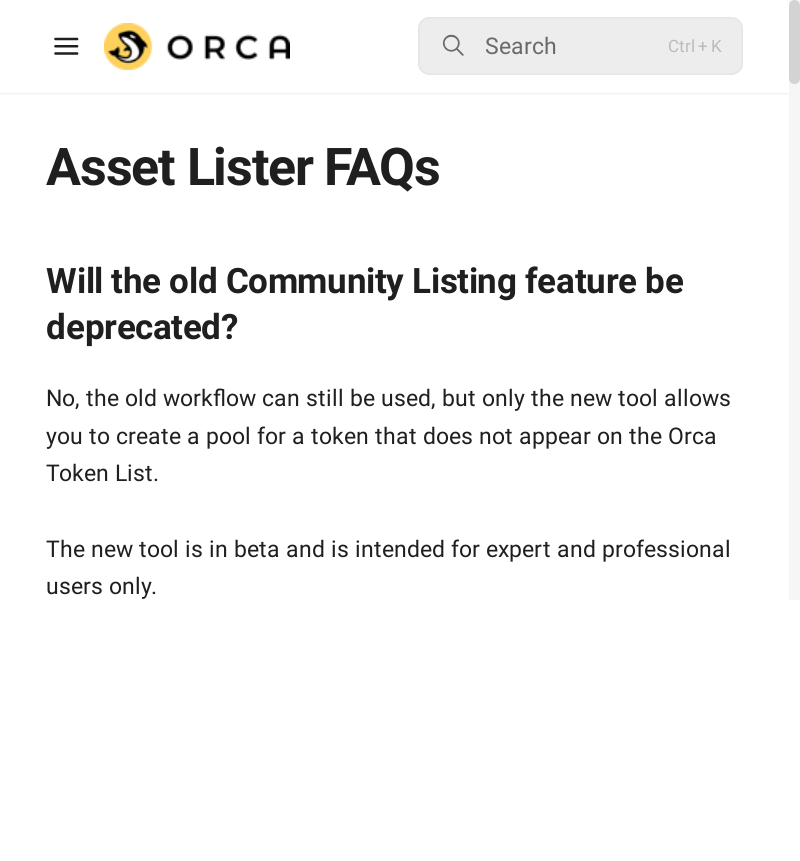 ORCA
Search
Ctrl + K
Asset Lister FAQs
Will the old Community Listing feature be
deprecated?
No, the old workflow can still be used, but only the new tool allows
you to create a pool for a token that does not appear on the Orca
Token List.
The new tool is in beta and is intended for expert and professional
users only.